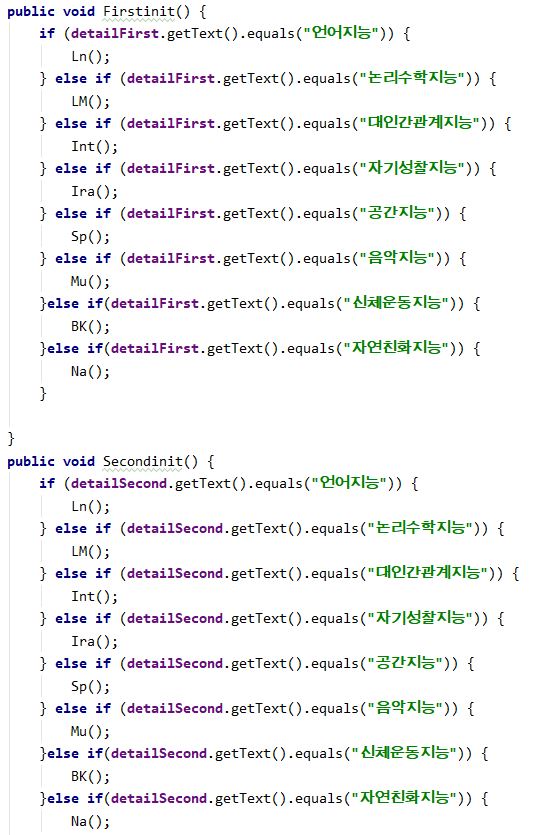 public void Firstinit() {
    if (detailFirst.getText().equals("언어지능")) {
        Ln();
    } else if (detailFirst.getText().equals("논리수학지능")) {
        LM();
    } else if (detailFirst.getText().equals("대인간관계지능")) {
        Int();
    } else if (detailFirst.getText().equals("자기성찰지능")) {
        Ira();
    } else if (detailFirst.getText().equals("공간지능")) {
        Sp();
    } else if (detailFirst.getText().equals("음악지능")) {
        Mu();
    }else if(detailFirst.getText().equals("신체운동지능")) {
        BK();
    }else if(detailFirst.getText().equals("자연친화지능")) {
        Na();
    }

}
public void Secondinit() {
    if (detailSecond.getText().equals("언어지능")) {
        Ln();
    } else if (detailSecond.getText().equals("논리수학지능")) {
        LM();
    } else if (detailSecond.getText().equals("대인간관계지능")) {
        Int();
    } else if (detailSecond.getText().equals("자기성찰지능")) {
        Ira();
    } else if (detailSecond.getText().equals("공간지능")) {
        Sp();
    } else if (detailSecond.getText().equals("음악지능")) {
        Mu();
    }else if(detailSecond.getText().equals("신체운동지능")) {
        BK();
    }else if(detailSecond.getText().equals("자연친화지능")) {
        Na();